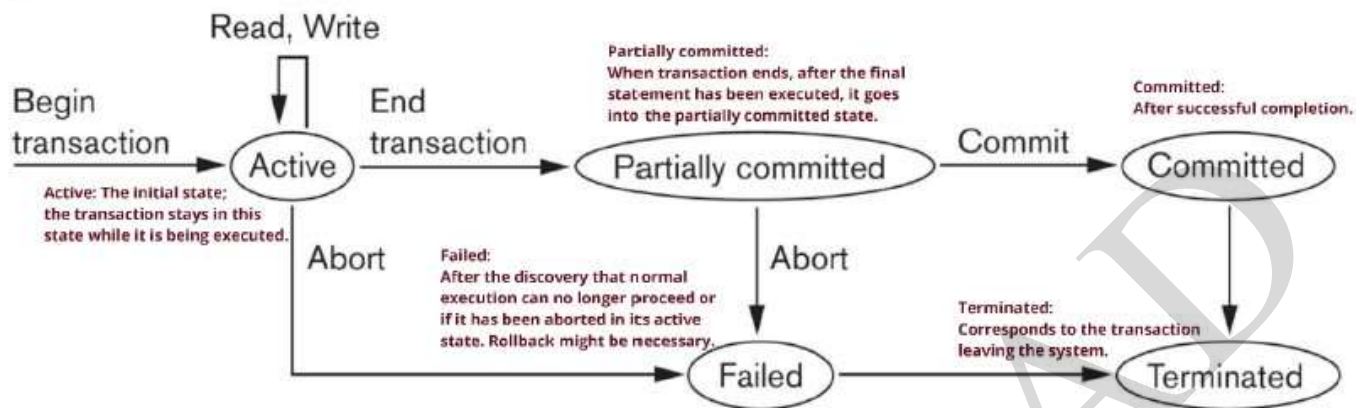 Read, Write
Partially committed:
When transaction ends, after the final
statement has been executed, it goes
into the partially committed state.
Committed:
After successful completion.
Begin
transaction
End
transaction
Commit
Active
Partially committed
Committed
Active: The initial state;
the transaction stays in this
state while it is being executed.
Abort
Failed:
After the discovery that normal
execution can no longer proceed or
if it has been aborted in its active
state. Rollback might be necessary.
Abort
Terminated:
Corresponds to the transaction
leaving the system.
Failed
Terminated